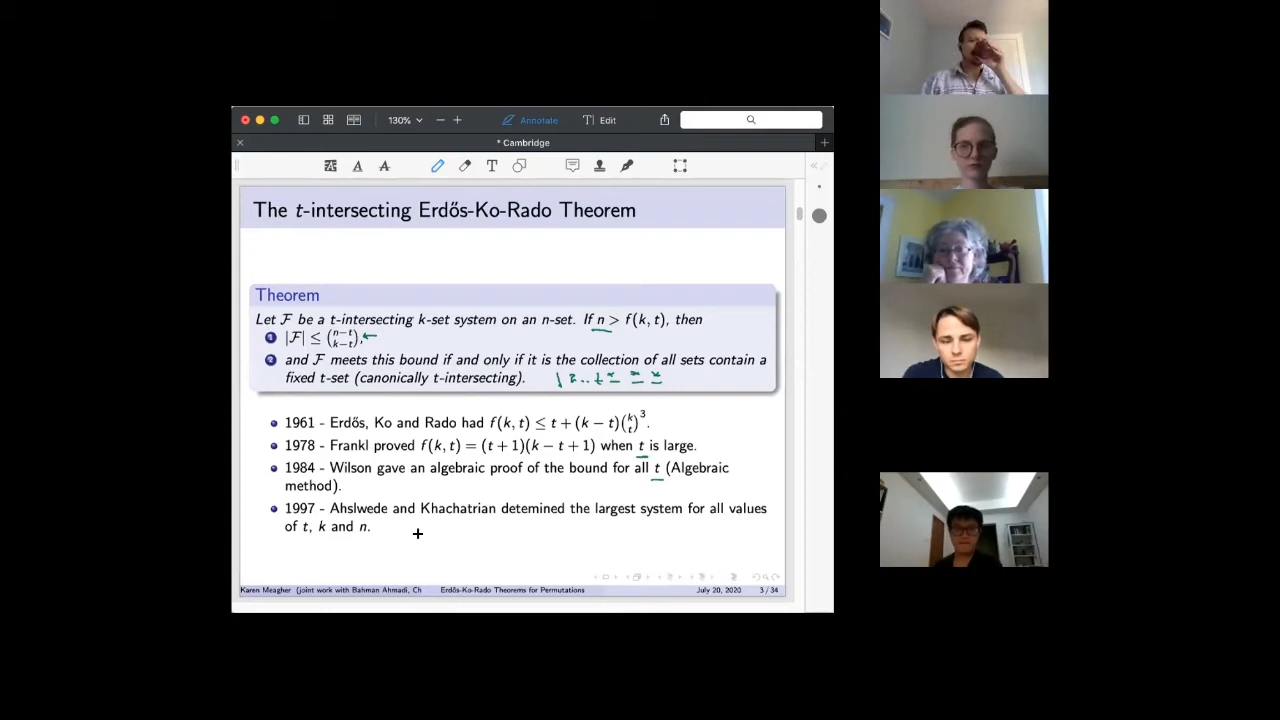 130%
Annotate
Edit
* Cambridge
The t-intersecting Erdős-Ko-Rado Theorem
Theorem
Let F be a t-intersecting k-set system on an n-set. If n > f(k, t), then
1 |F| ≤ (n−t k−t),
2 and F meets this bound if and only if it is the collection of all sets contain a
fixed t-set (canonically t-intersecting).
1961 - Erdős, Ko and Rado had f(k, t) ≤ t + (k − t)(k t)³.
1978 - Frankl proved f(k, t) = (t + 1)(k − t + 1) when t is large.
1984 - Wilson gave an algebraic proof of the bound for all t (Algebraic
method).
1997 - Ahslwede and Khachatrian detemined the largest system for all values
of t, k and n.
Karen Meagher (joint work with Bahman Ahmadi, Ch
Erdős-Ko-Rado Theorems for Permutations
July 20, 2020
3 / 34